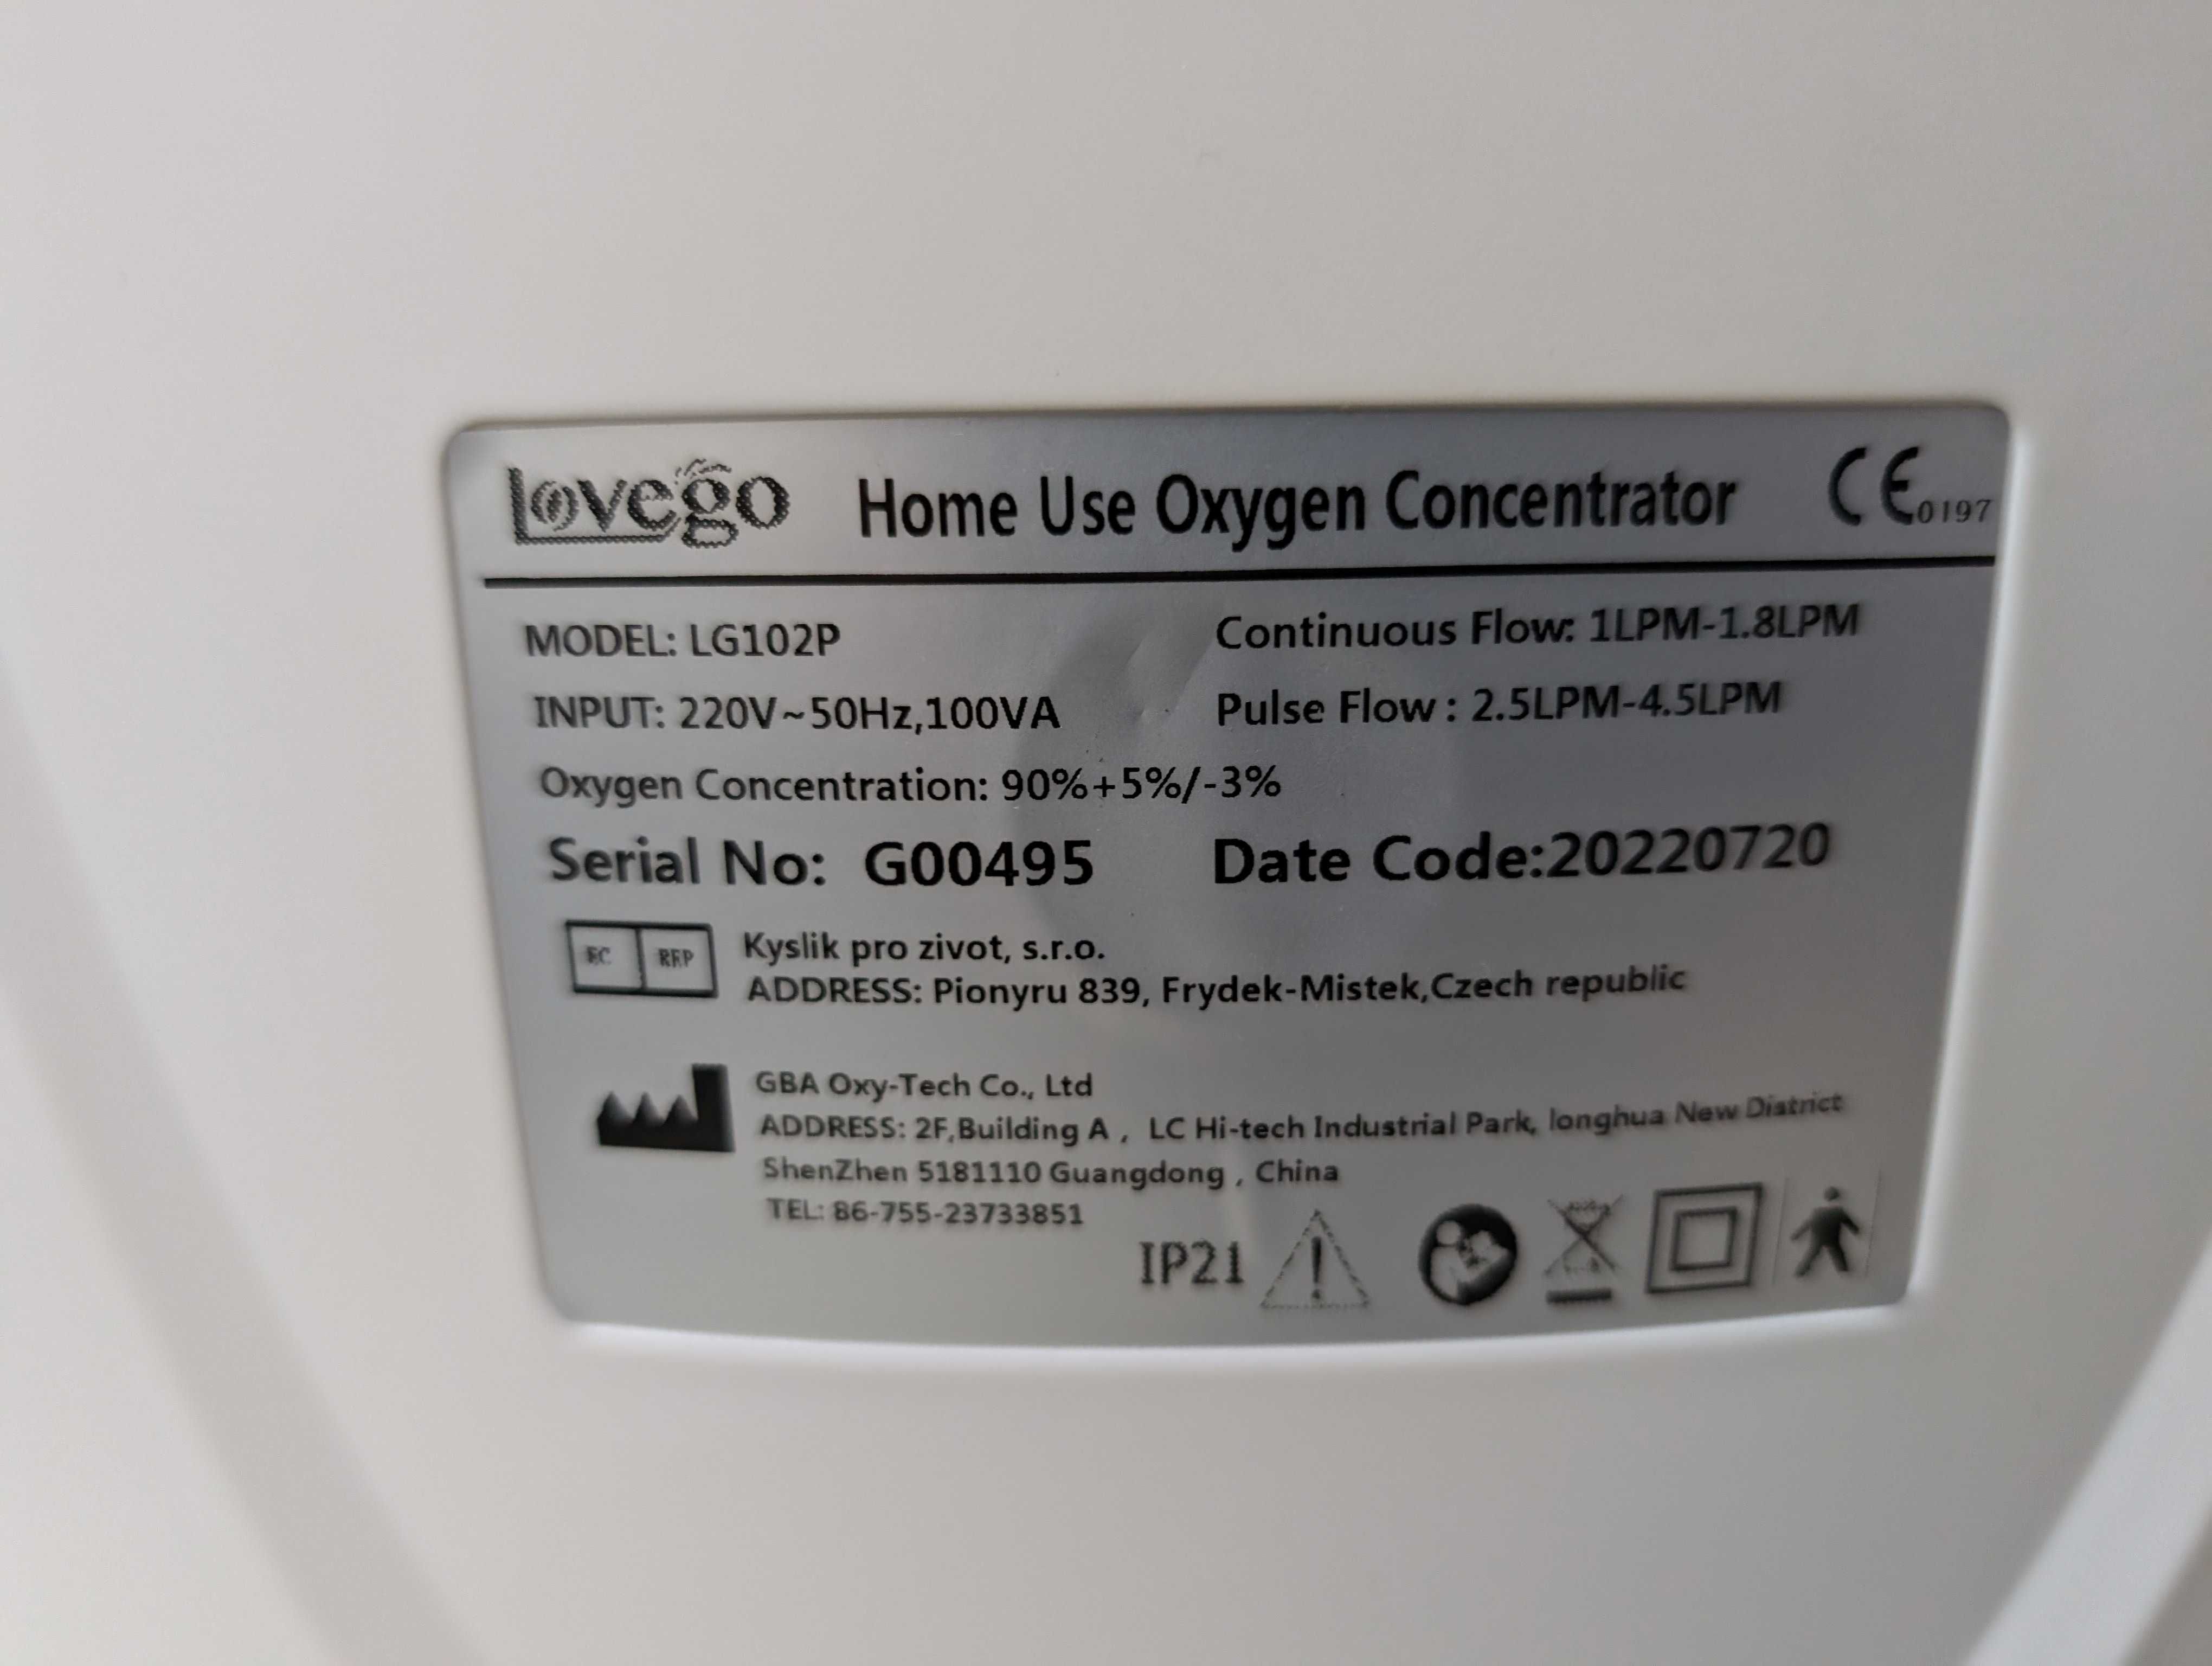 Lovego Home Use Oxygen Concentrator CE 0197
MODEL: LG102P
Continuous Flow: 1LPM-1.8LPM
INPUT: 220V~50Hz,100VA
Pulse Flow : 2.5LPM-4.5LPM
Oxygen Concentration: 90%+5%/-3%
Serial No: G00495
Date Code:20220720
EC REP
Kyslik pro zivot, s.r.o.
ADDRESS: Pionyru 839, Frydek-Mistek,Czech republic
GBA Oxy-Tech Co., Ltd
ADDRESS: 2F,Building A , LC Hi-tech Industrial Park, longhua New District
ShenZhen 5181110 Guangdong , China
TEL: 86-755-23733851
IP21